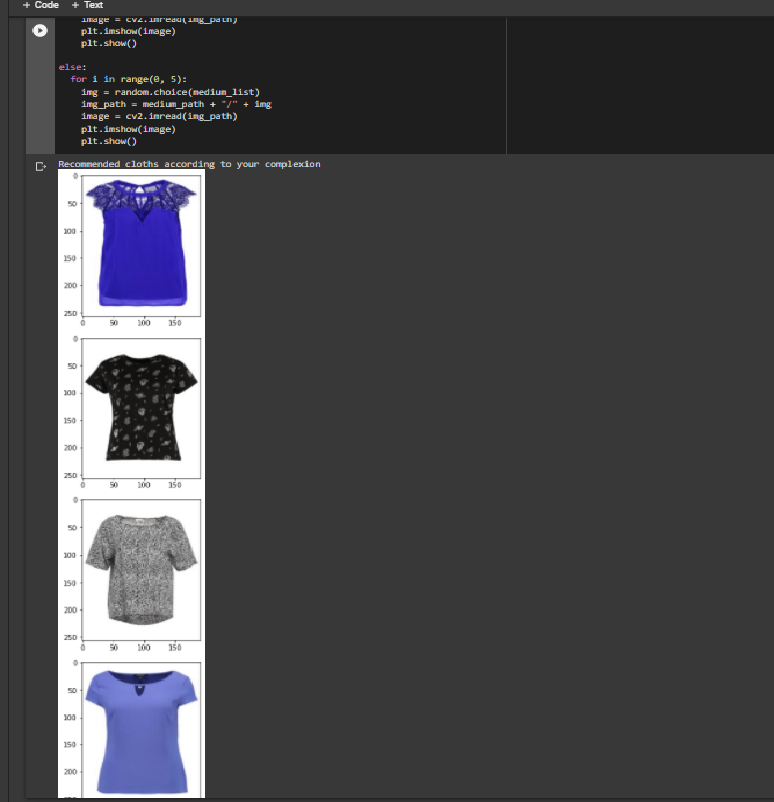 + Code + Text
image = cv2.imread(img_path)
plt.imshow(image)
plt.show()
else:
for i in range(0, 5):
img = random.choice(medium_list)
img_path = medium_path + "/" + img
image = cv2.imread(img_path)
plt.imshow(image)
plt.show()
Recommended cloths according to your complexion
0
50
100
150
200
250
0 50 100 150
0
50
100
150
200
250
0 50 100 150
0
50
100
150
200
250
0 50 100 150
0
50
100
150
200